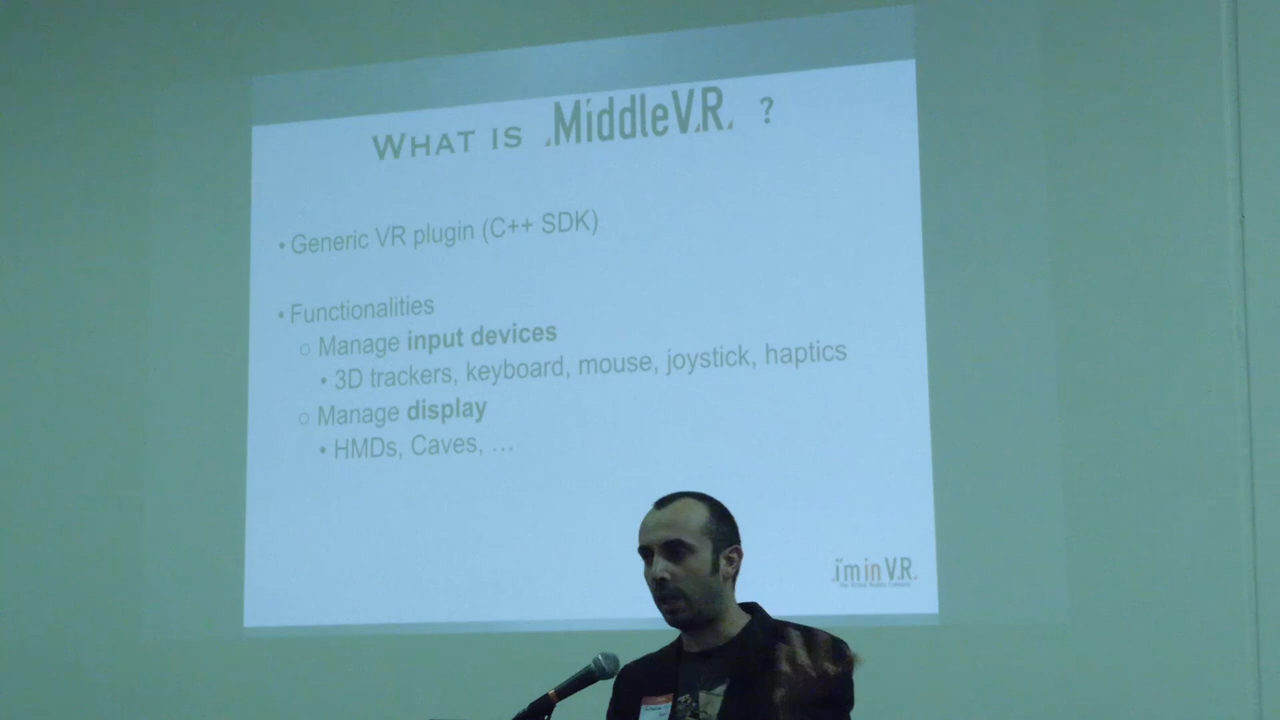 WHAT IS MiddleVR ?
• Generic VR plugin (C++ SDK)
• Functionalities
○ Manage input devices
• 3D trackers, keyboard, mouse, joystick, haptics
○ Manage display
• HMDs, Caves, …
i'm in V.R.